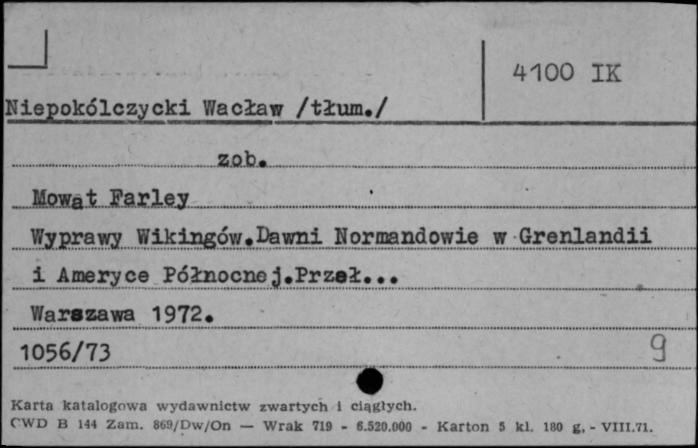 4100 IK
Niepokólczycki Wacław /tłum./
zob.
Mowat Farley
Wyprawy Wikingów.Dawni Normandowie w Grenlandii
i Ameryce Północnej.Przeł...
Warszawa 1972.
1056/73 9
Karta katalogowa wydawnictw zwartych i ciągłych.
CWD B 144 Zam. 869/Dw/On — Wrak 719 - 6.520.000 - Karton 5 kl. 180 g. - VIII.71.